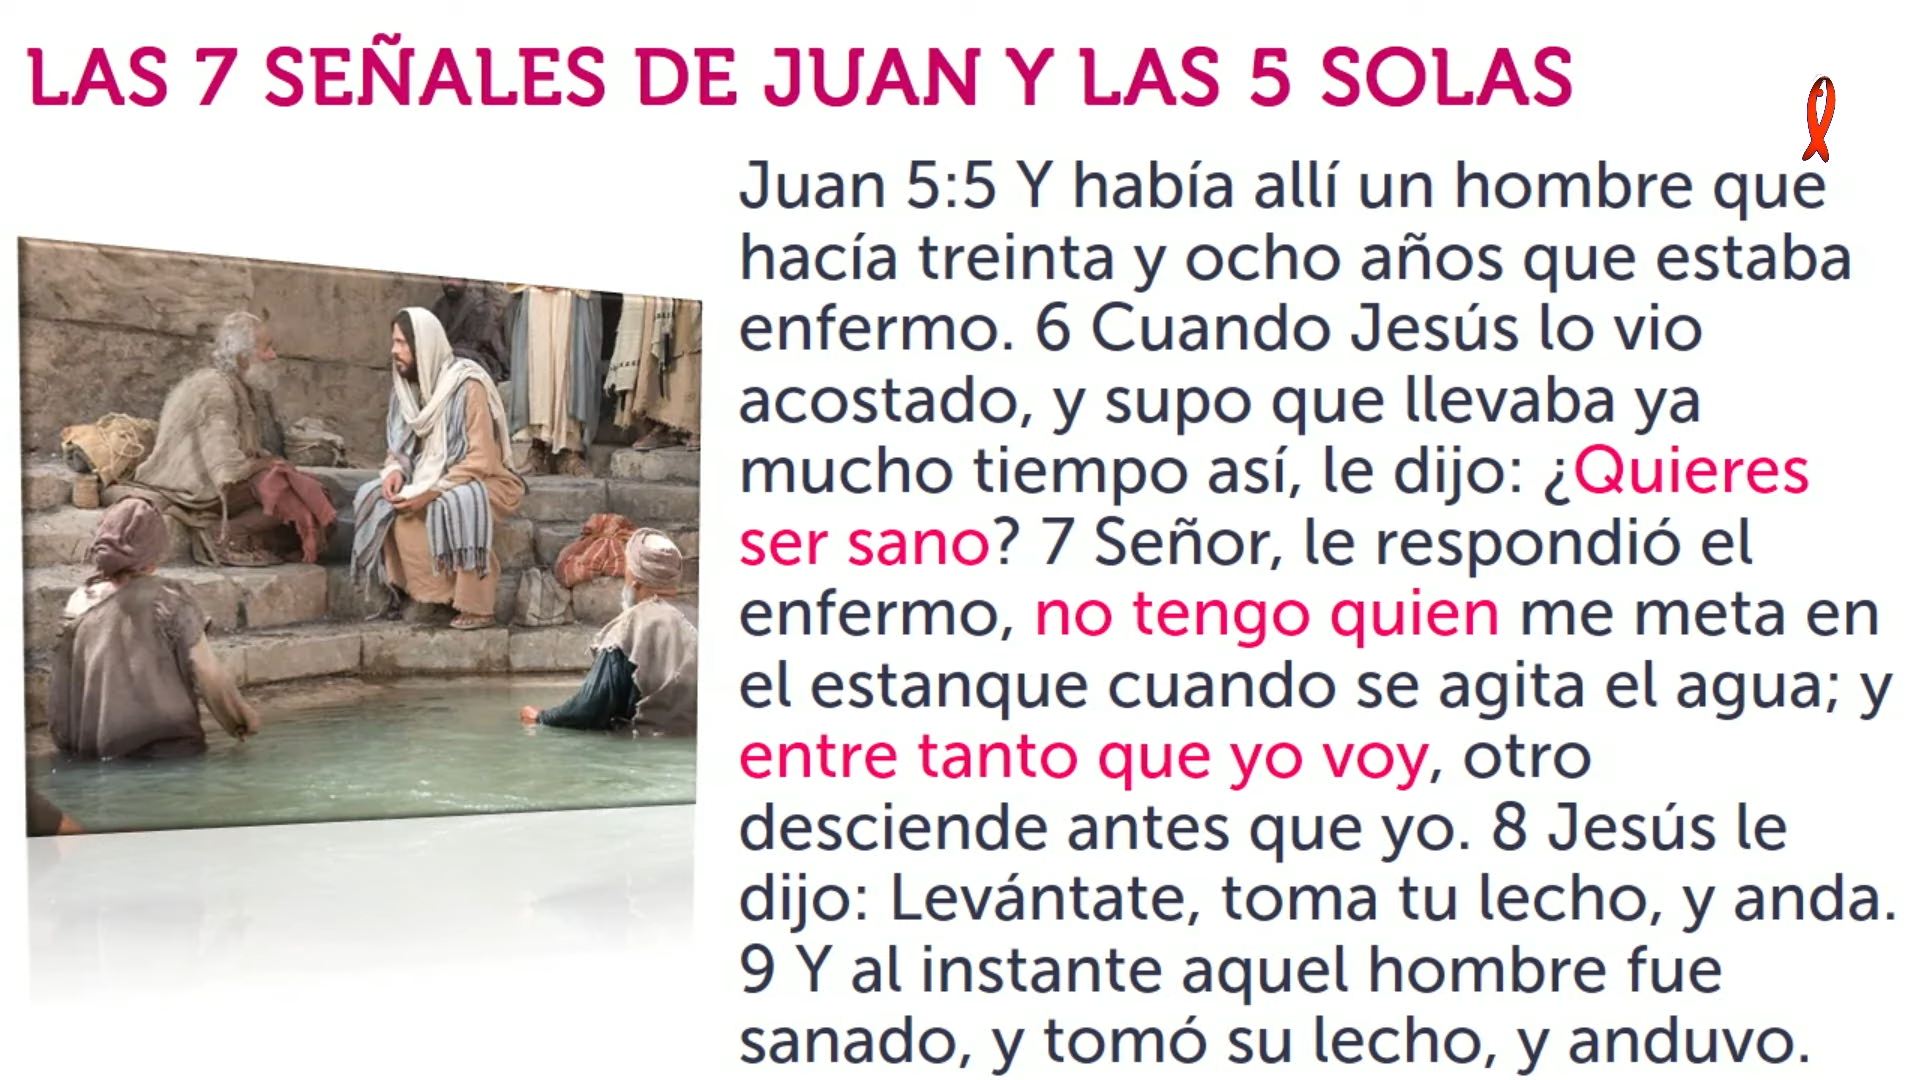 LAS 7 SEÑALES DE JUAN Y LAS 5 SOLAS
Juan 5:5 Y había allí un hombre que
hacía treinta y ocho años que estaba
enfermo. 6 Cuando Jesús lo vio
acostado, y supo que llevaba ya
mucho tiempo así, le dijo: ¿Quieres
ser sano? 7 Señor, le respondió el
enfermo, no tengo quien me meta en
el estanque cuando se agita el agua; y
entre tanto que yo voy, otro
desciende antes que yo. 8 Jesús le
dijo: Levántate, toma tu lecho, y anda.
9 Y al instante aquel hombre fue
sanado, y tomó su lecho, y anduvo.